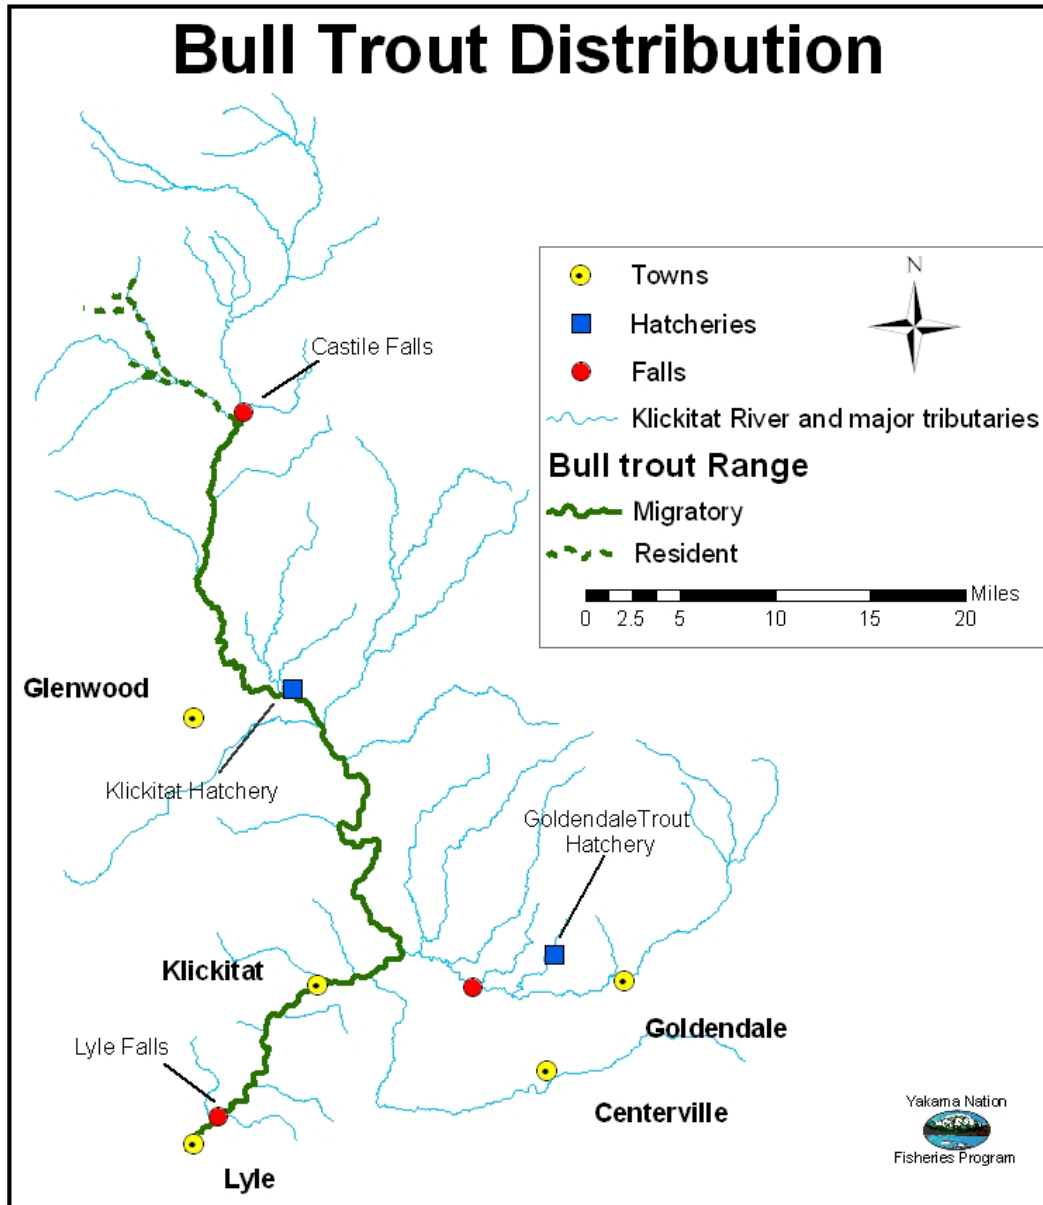 Bull Trout Distribution
N
Towns
Hatcheries
Falls
Klickitat River and major tributaries
Bull trout Range
Migratory
Resident
Miles
0 2.5 5 10 15 20
Castile Falls
Glenwood
Klickitat Hatchery
GoldendaleTrout
Hatchery
Klickitat
Goldendale
Lyle Falls
Centerville
Lyle
Yakama Nation
Fisheries Program